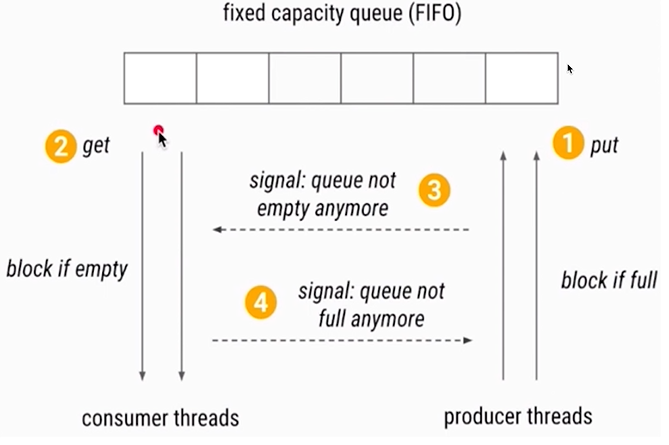 fixed capacity queue (FIFO)
2 get
1 put
signal: queue not
empty anymore
3
block if empty
4
signal: queue not
full anymore
block if full
consumer threads
producer threads